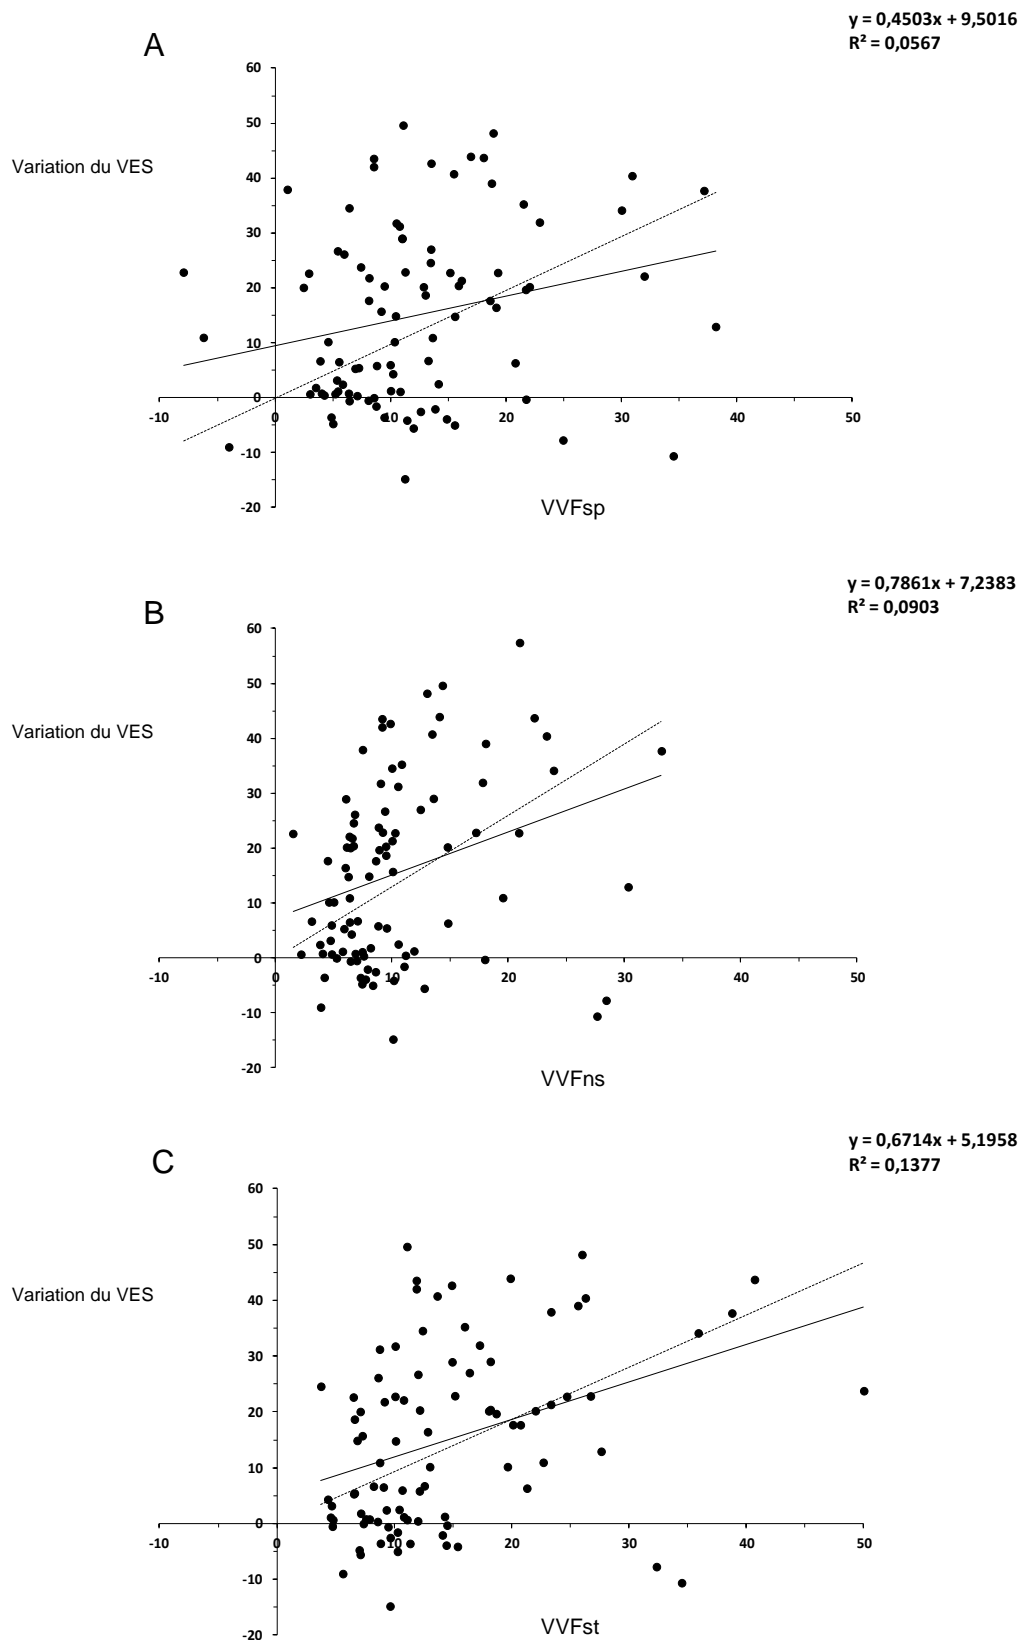 y = 0,4503x + 9,5016
R² = 0,0567
A
60
50
Variation du VES
40
30
20
10
0
-10 0 10 20 30 40 50
-10
-20
VVFsp
y = 0,7861x + 7,2383
R² = 0,0903
B
60
50
Variation du VES
40
30
20
10
0
-10 0 10 20 30 40 50
-10
-20
VVFns
y = 0,6714x + 5,1958
R² = 0,1377
C
60
50
Variation du VES
40
30
20
10
0
-10 0 10 20 30 40 50
-10
-20
VVFst